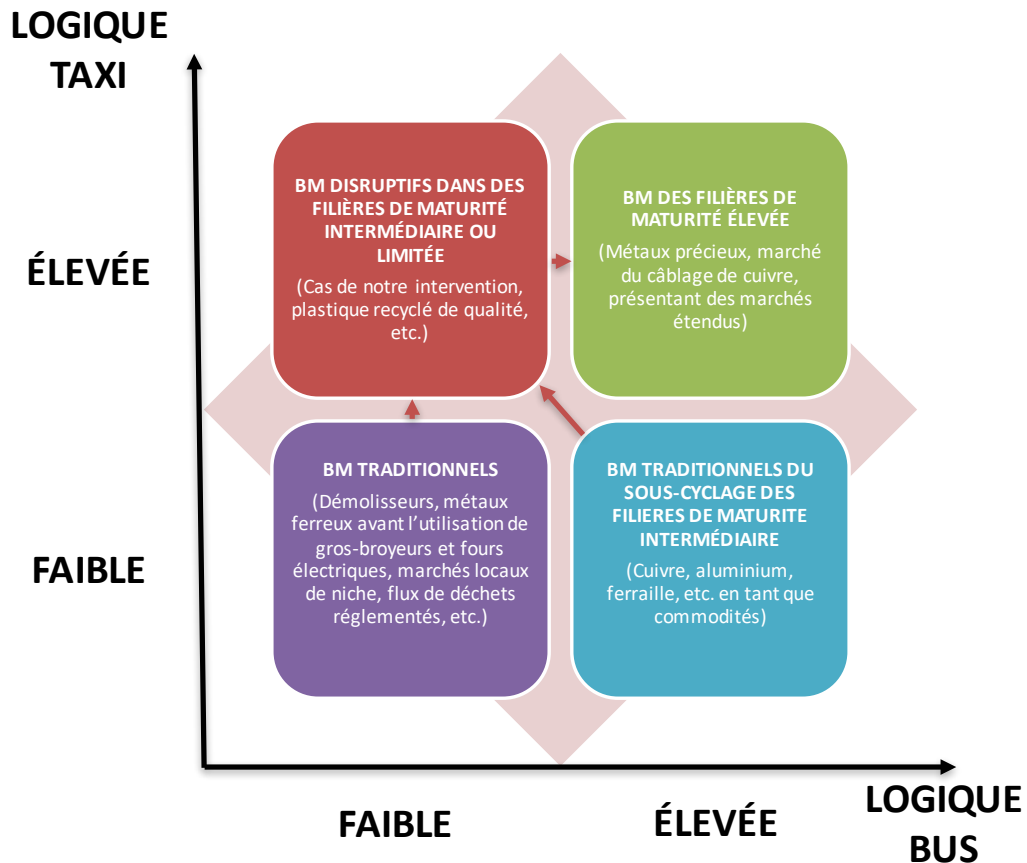 LOGIQUE
TAXI
ÉLEVÉE
FAIBLE
BM DISRUPTIFS DANS DES
FILIÈRES DE MATURITÉ
INTERMÉDIAIRE OU
LIMITÉE
(Cas de notre intervention,
plastique recyclé de qualité,
etc.)
BM DES FILIÈRES DE
MATURITÉ ÉLEVÉE
(Métaux précieux, marché
du câblage de cuivre,
présentant des marchés
étendus)
BM TRADITIONNELS
(Démolisseurs, métaux
ferreux avant l’utilisation de
gros-broyeurs et fours
électriques, marchés locaux
de niche, flux de déchets
réglementés, etc.)
BM TRADITIONNELS DU
SOUS-CYCLAGE DES
FILIERES DE MATURITE
INTERMÉDIAIRE
(Cuivre, aluminium,
ferraille, etc. en tant que
commodités)
FAIBLE
ÉLEVÉE
LOGIQUE
BUS